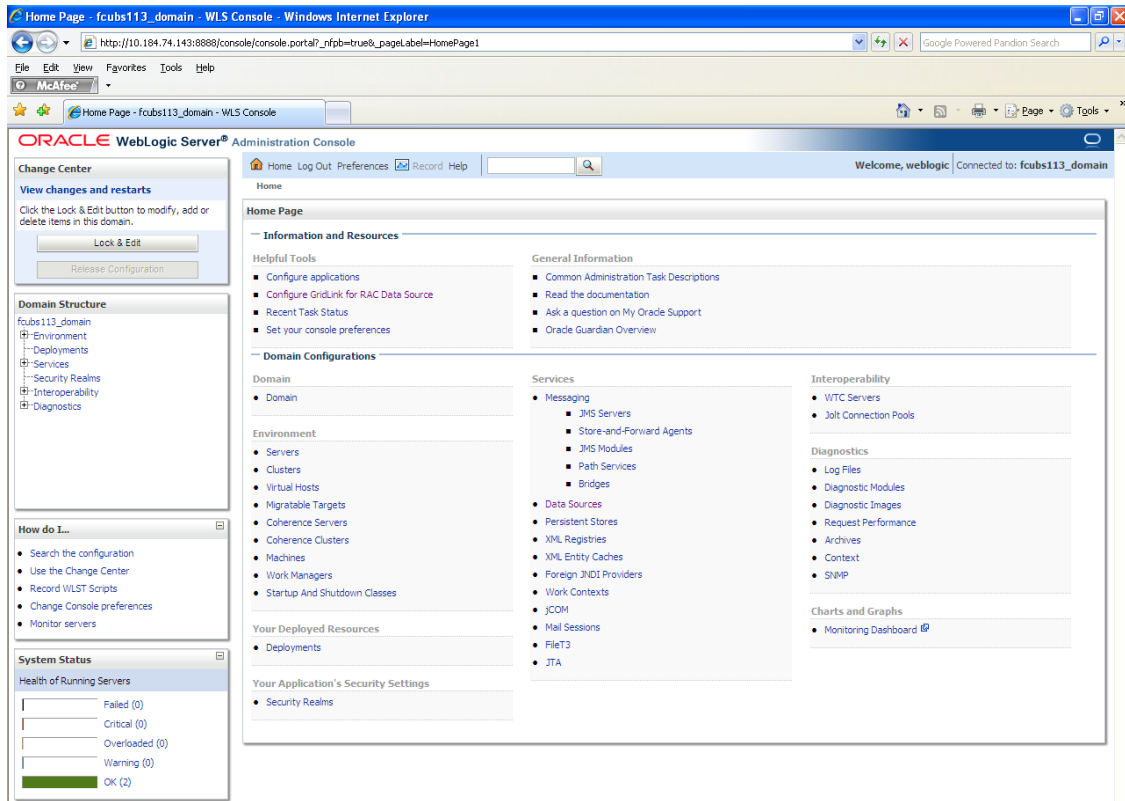 Home Page - fcubs113_domain - WLS Console - Windows Internet Explorer
http://10.184.74.143:8888/console/console.portal?_nfpb=true&_pageLabel=HomePage1
Google Powered Pandion Search
File Edit View Favorites Tools Help
McAfee
Home Page - fcubs113_domain - WLS Console
Page Tools
ORACLE WebLogic Server® Administration Console
Change Center
View changes and restarts
Click the Lock & Edit button to modify, add or
delete items in this domain.
Lock & Edit
Release Configuration
Domain Structure
fcubs113_domain
Environment
Deployments
Services
Security Realms
Interoperability
Diagnostics
How do I...
Search the configuration
Use the Change Center
Record WLST Scripts
Change Console preferences
Monitor servers
System Status
Health of Running Servers
Failed (0)
Critical (0)
Overloaded (0)
Warning (0)
OK (2)
Home Log Out Preferences Record Help
Welcome, weblogic Connected to: fcubs113_domain
Home
Home Page
Information and Resources
Helpful Tools
Configure applications
Configure GridLink for RAC Data Source
Recent Task Status
Set your console preferences
General Information
Common Administration Task Descriptions
Read the documentation
Ask a question on My Oracle Support
Oracle Guardian Overview
Domain Configurations
Domain
Domain
Environment
Servers
Clusters
Virtual Hosts
Migratable Targets
Coherence Servers
Coherence Clusters
Machines
Work Managers
Startup And Shutdown Classes
Your Deployed Resources
Deployments
Your Application's Security Settings
Security Realms
Services
Messaging
JMS Servers
Store-and-Forward Agents
JMS Modules
Path Services
Bridges
Data Sources
Persistent Stores
XML Registries
XML Entity Caches
Foreign JNDI Providers
Work Contexts
jCOM
Mail Sessions
FileT3
JTA
Interoperability
WTC Servers
Jolt Connection Pools
Diagnostics
Log Files
Diagnostic Modules
Diagnostic Images
Request Performance
Archives
Context
SNMP
Charts and Graphs
Monitoring Dashboard